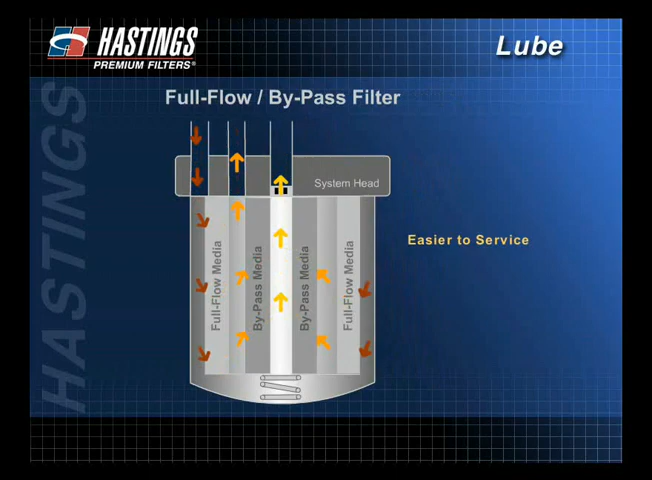 HASTINGS
PREMIUM FILTERS®
Lube
Full-Flow / By-Pass Filter
System Head
Easier to Service
Full-Flow Media
By-Pass Media
By-Pass Media
Full-Flow Media
HASTINGS